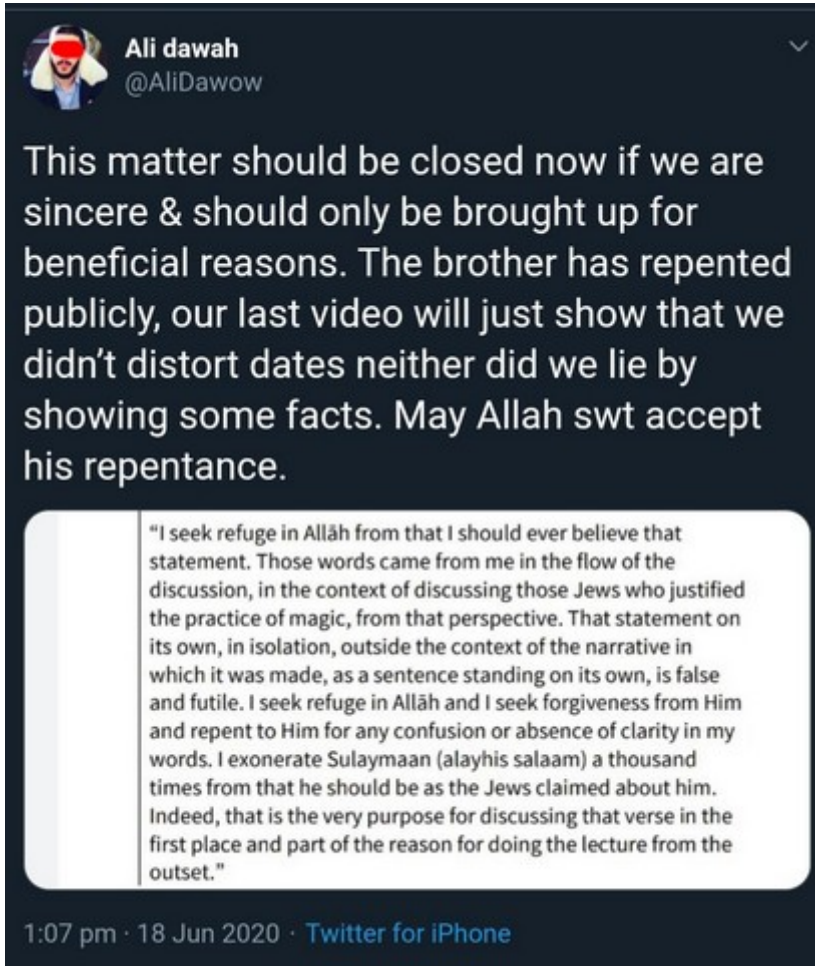 Ali dawah
@AliDawow
This matter should be closed now if we are
sincere & should only be brought up for
beneficial reasons. The brother has repented
publicly, our last video will just show that we
didn’t distort dates neither did we lie by
showing some facts. May Allah swt accept
his repentance.
“I seek refuge in Allāh from that I should ever believe that
statement. Those words came from me in the flow of the
discussion, in the context of discussing those Jews who justified
the practice of magic, from that perspective. That statement on
its own, in isolation, outside the context of the narrative in
which it was made, as a sentence standing on its own, is false
and futile. I seek refuge in Allāh and I seek forgiveness from Him
and repent to Him for any confusion or absence of clarity in my
words. I exonerate Sulaymaan (alayhis salaam) a thousand
times from that he should be as the Jews claimed about him.
Indeed, that is the very purpose for discussing that verse in the
first place and part of the reason for doing the lecture from the
outset.”
1:07 pm · 18 Jun 2020 · Twitter for iPhone